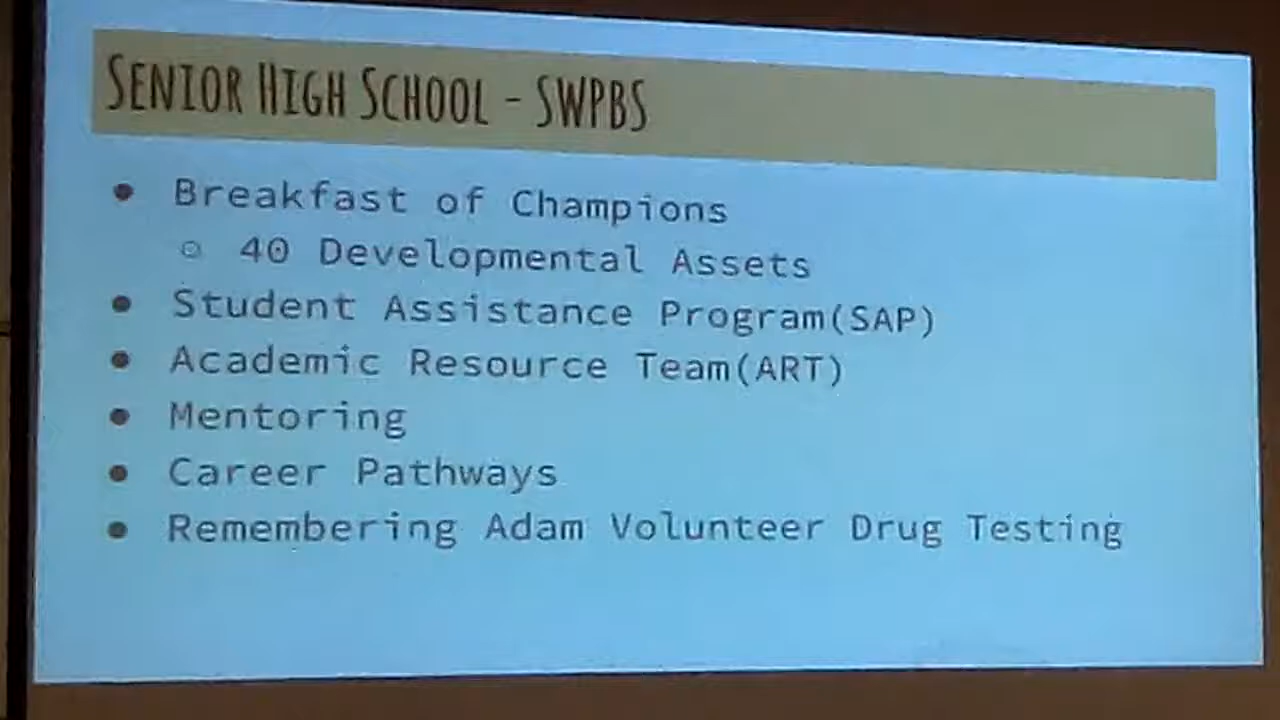 SENIOR HIGH SCHOOL - SWPBS
● Breakfast of Champions
○ 40 Developmental Assets
● Student Assistance Program(SAP)
● Academic Resource Team(ART)
● Mentoring
● Career Pathways
● Remembering Adam Volunteer Drug Testing